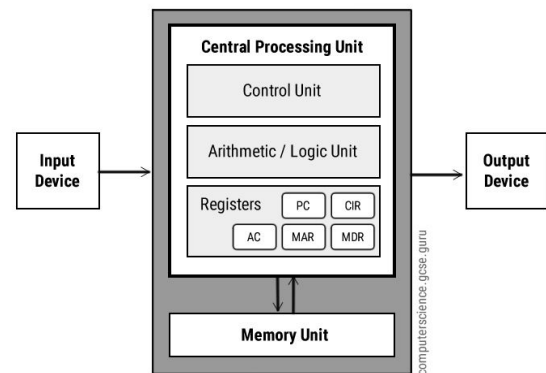 Central Processing Unit
Control Unit
Arithmetic / Logic Unit
Input
Device
Output
Device
Registers
PC
CIR
AC
MAR
MDR
Memory Unit
computerscience.gcse.guru